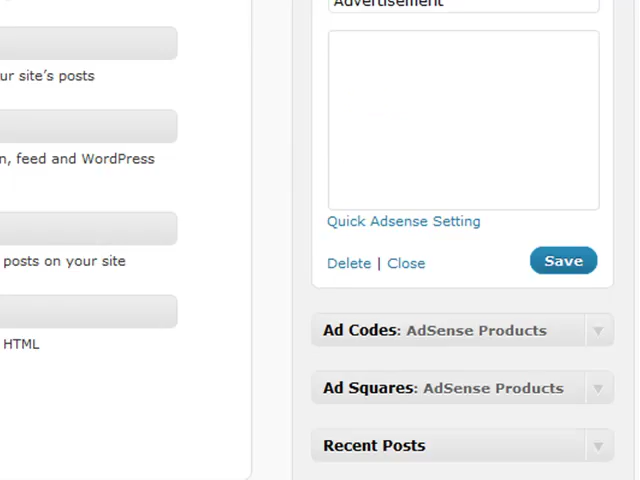 Advertisement
ur site's posts
n, feed and WordPress
posts on your site
HTML
Quick Adsense Setting
Delete | Close
Save
Ad Codes: AdSense Products
Ad Squares: AdSense Products
Recent Posts